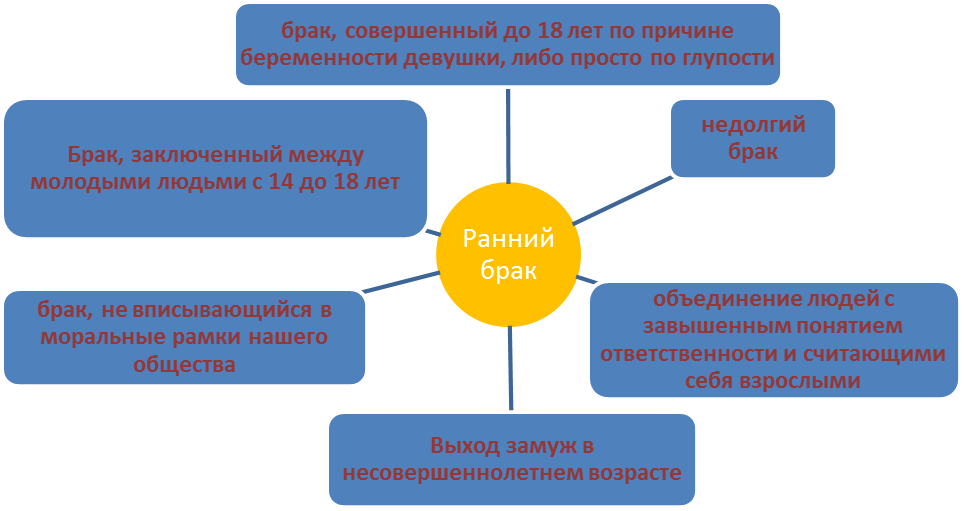 брак, совершенный до 18 лет по причине
беременности девушки, либо просто по глупости
недолгий
брак
Брак, заключенный между
молодыми людьми с 14 до 18 лет
Ранний
брак
объединение людей с
завышенным понятием
ответственности и считающими
себя взрослыми
брак, не вписывающийся в
моральные рамки нашего
общества
Выход замуж в
несовершеннолетнем возрасте